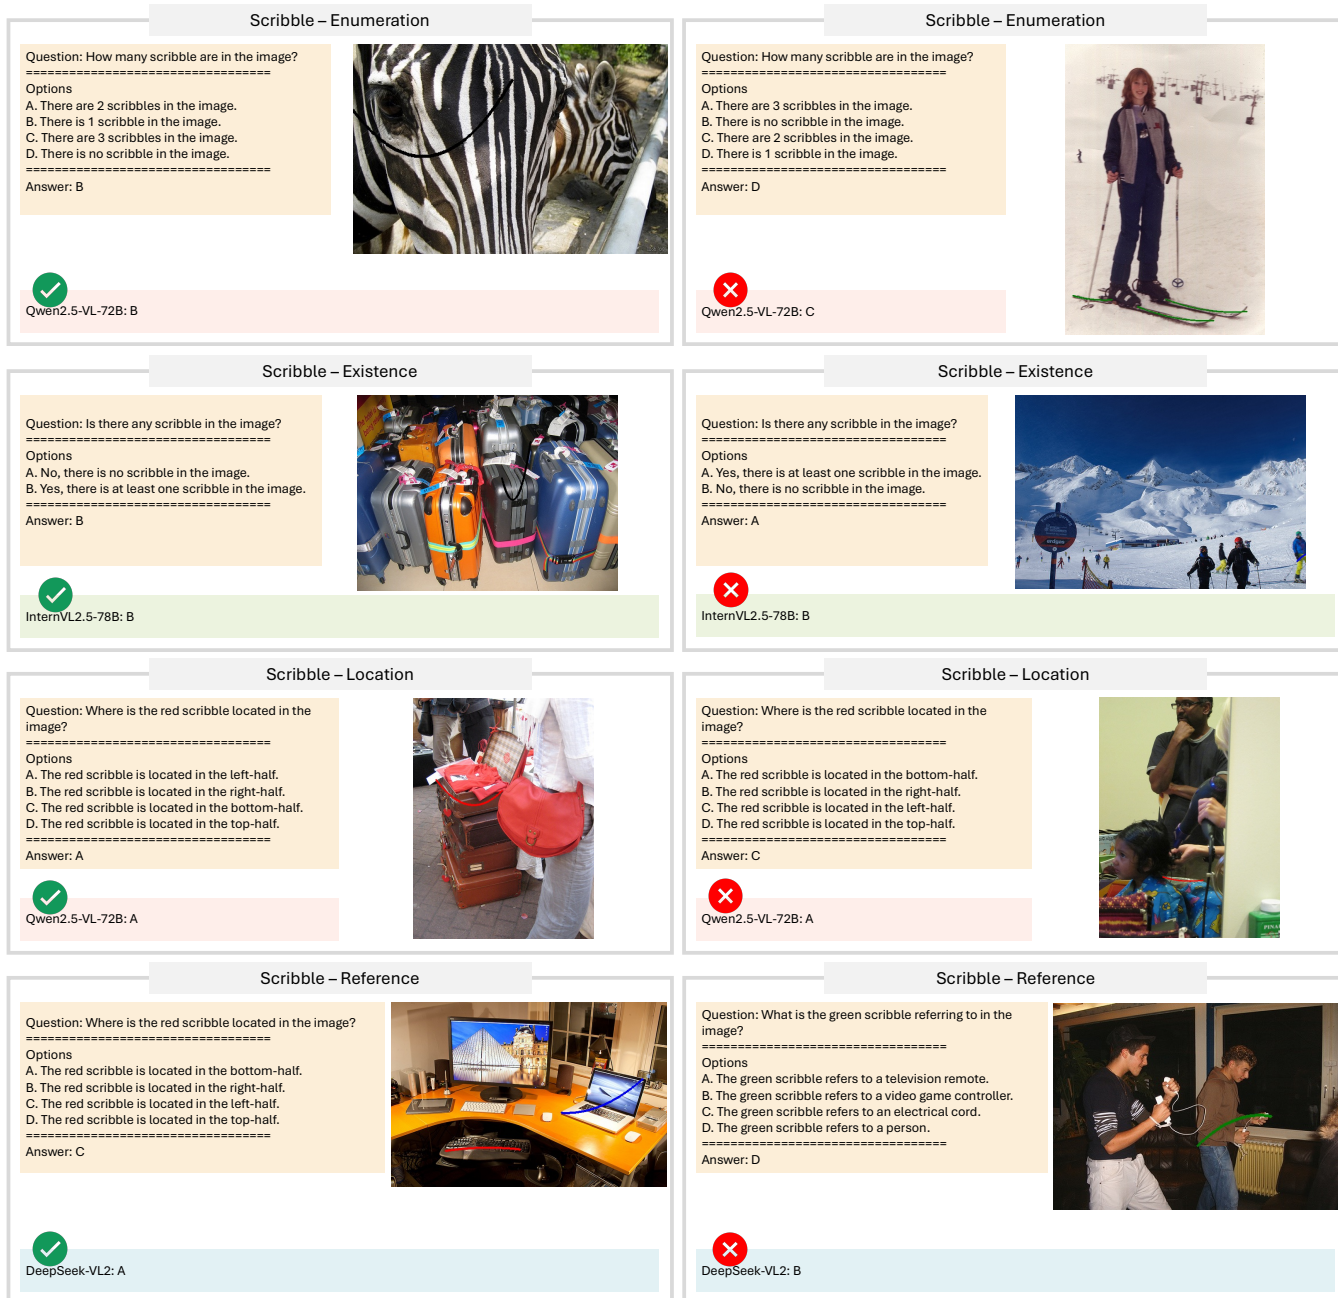 Scribble – Enumeration
Question: How many scribble are in the image?
==================================
Options
A. There are 2 scribbles in the image.
B. There is 1 scribble in the image.
C. There are 3 scribbles in the image.
D. There is no scribble in the image.
==================================
Answer: B
Qwen2.5-VL-72B: B
Scribble – Enumeration
Question: How many scribble are in the image?
==================================
Options
A. There are 3 scribbles in the image.
B. There is no scribble in the image.
C. There are 2 scribbles in the image.
D. There is 1 scribble in the image.
==================================
Answer: D
Qwen2.5-VL-72B: C
Scribble – Existence
Question: Is there any scribble in the image?
==================================
Options
A. No, there is no scribble in the image.
B. Yes, there is at least one scribble in the image.
==================================
Answer: B
InternVL2.5-78B: B
Scribble – Existence
Question: Is there any scribble in the image?
==================================
Options
A. Yes, there is at least one scribble in the image.
B. No, there is no scribble in the image.
==================================
Answer: A
InternVL2.5-78B: B
Scribble – Location
Question: Where is the red scribble located in the
image?
==================================
Options
A. The red scribble is located in the left-half.
B. The red scribble is located in the right-half.
C. The red scribble is located in the bottom-half.
D. The red scribble is located in the top-half.
==================================
Answer: A
Qwen2.5-VL-72B: A
Scribble – Location
Question: Where is the red scribble located in the
image?
==================================
Options
A. The red scribble is located in the bottom-half.
B. The red scribble is located in the right-half.
C. The red scribble is located in the left-half.
D. The red scribble is located in the top-half.
==================================
Answer: C
Qwen2.5-VL-72B: A
Scribble – Reference
Question: Where is the red scribble located in the image?
==================================
Options
A. The red scribble is located in the bottom-half.
B. The red scribble is located in the right-half.
C. The red scribble is located in the left-half.
D. The red scribble is located in the top-half.
==================================
Answer: C
DeepSeek-VL2: A
Scribble – Reference
Question: What is the green scribble referring to in the
image?
==================================
Options
A. The green scribble refers to a television remote.
B. The green scribble refers to a video game controller.
C. The green scribble refers to an electrical cord.
D. The green scribble refers to a person.
==================================
Answer: D
DeepSeek-VL2: B